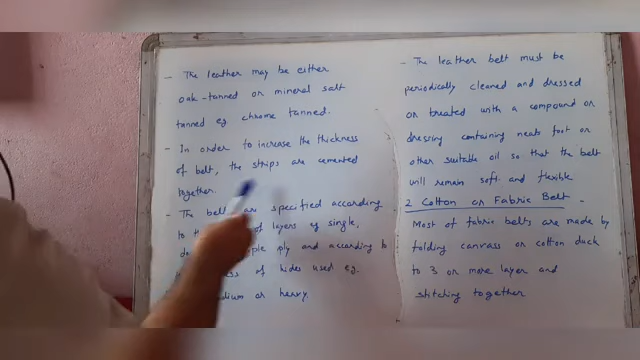 - The leather may be either
oak-tanned or mineral salt
tanned eg chrome tanned.
- In order to increase the thickness
of belt, the strips are cemented
together.
- The are specified according
to of layers eg single,
ply and according to
of hides used eg
or heavy.
- The leather belt must be
periodically cleaned and dressed
or treated with a compound or
dressing containing neats foot or
other suitable oil so that the belt
will remain soft and flexible
2 Cotton or Fabric Belt -
Most of fabric belts are made by
folding canvass or cotton duck
to 3 or more layer and
stitching together